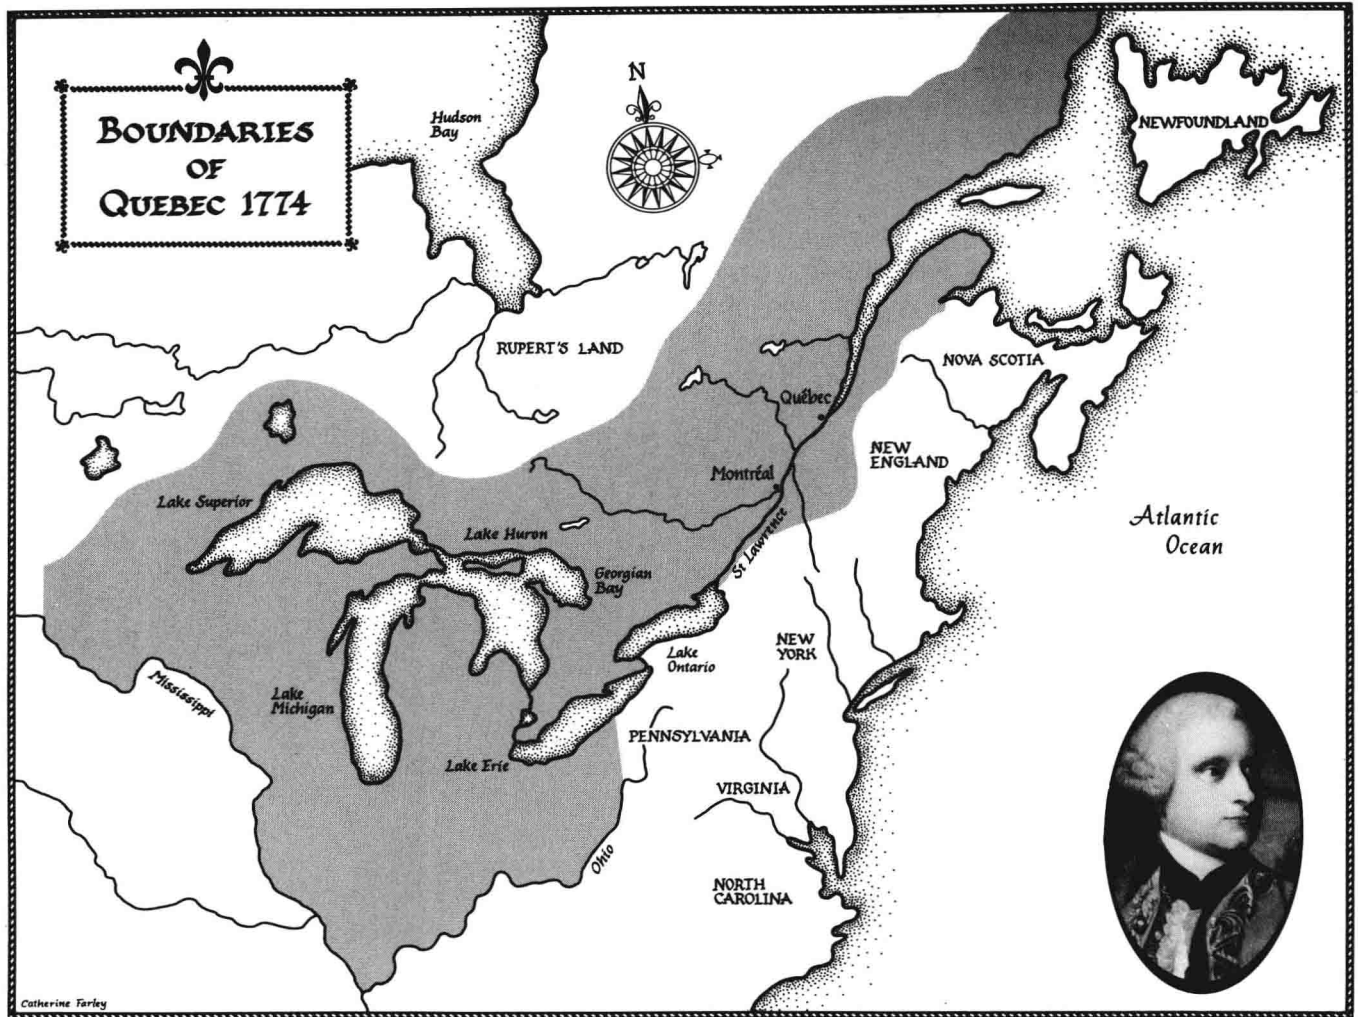 BOUNDARIES
OF
QUEBEC 1774
Hudson
Bay
N
NEWFOUNDLAND
RUPERT'S LAND
NOVA SCOTIA
Québec
NEW
ENGLAND
Montréal
Lake Superior
Lake Huron
St Lawrence
Georgian
Bay
Atlantic
Ocean
NEW
YORK
Lake
Ontario
Mississippi
Lake
Michigan
PENNSYLVANIA
Lake Erie
VIRGINIA
Ohio
NORTH
CAROLINA
Catherine Farley